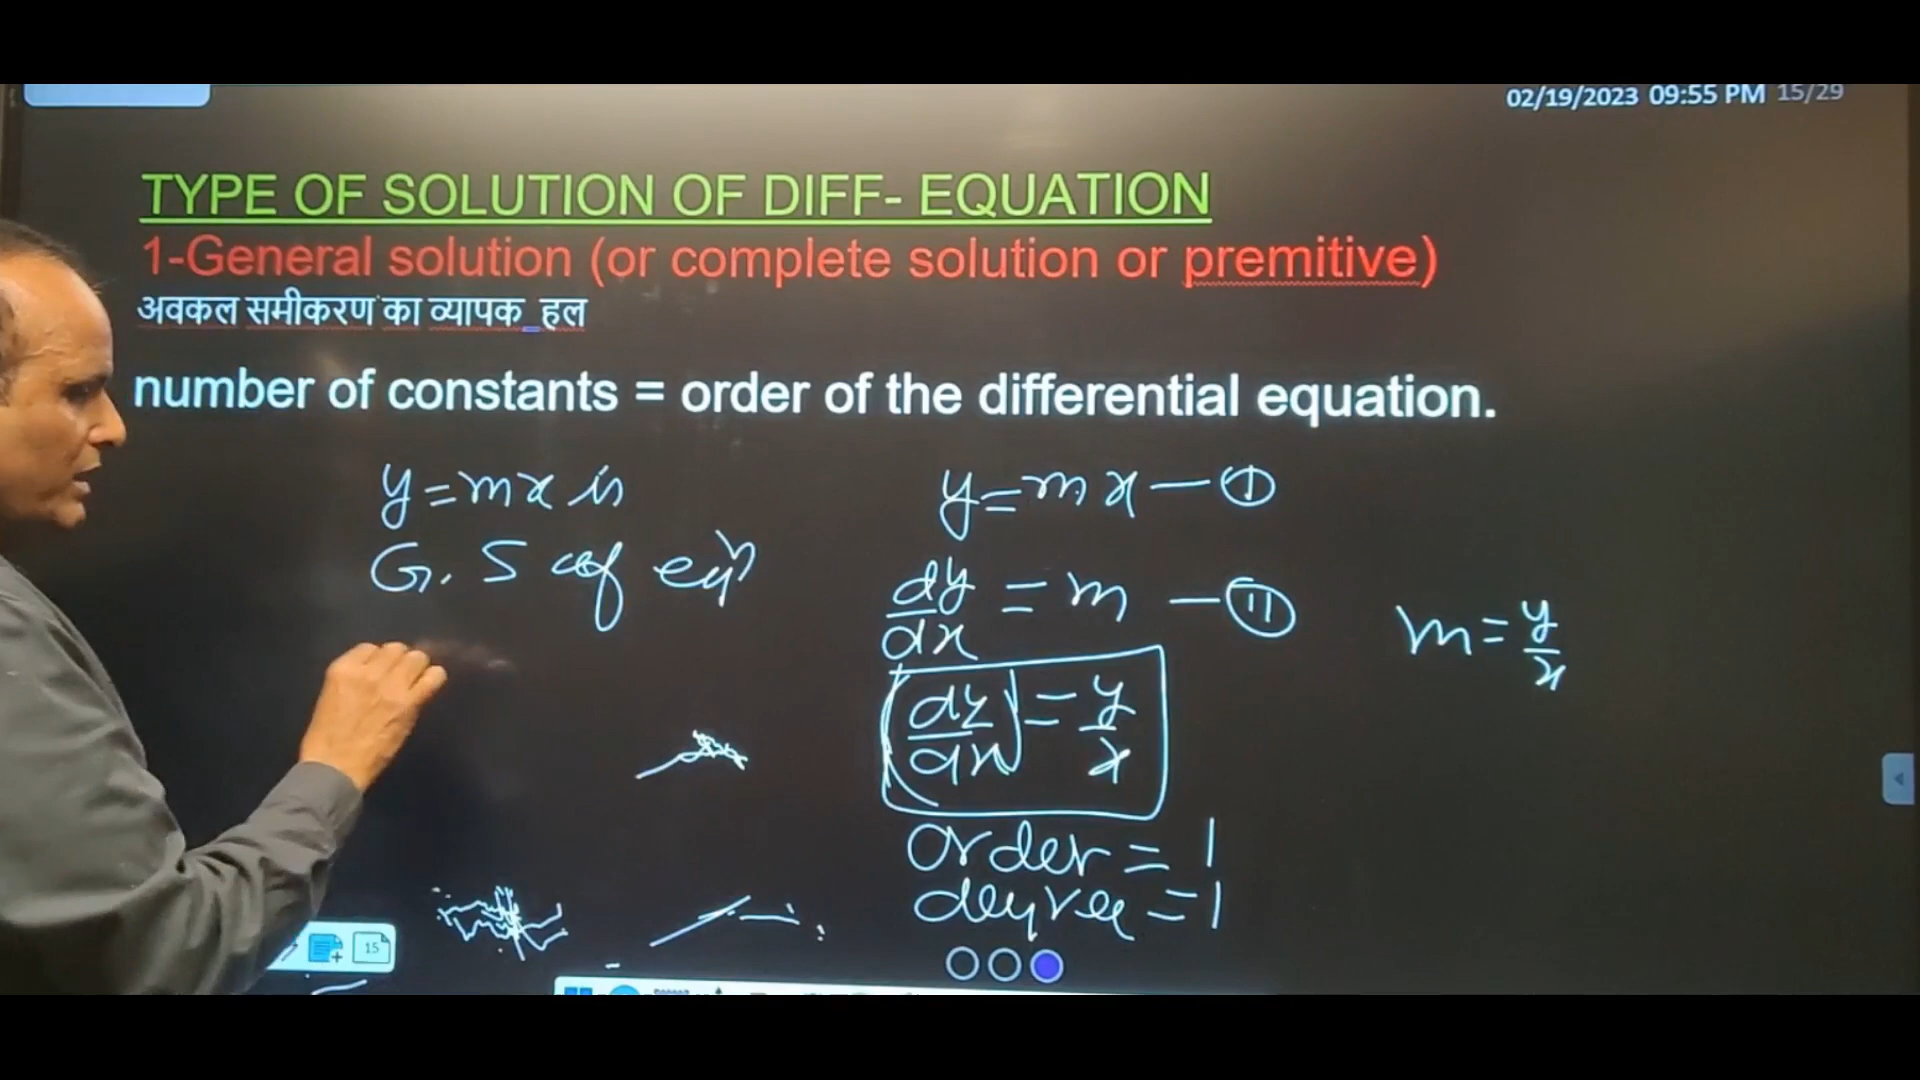 02/19/2023 09:55 PM 15/29
TYPE OF SOLUTION OF DIFF- EQUATION
1-General solution (or complete solution or premitive)
अवकल समीकरण का व्यापक_हल
number of constants = order of the differential equation.
y=mx is
G. S of eqn
y=mx—①
dy/dx = m —⑪
m=y/x
(dy/dx)=y/x
order=1
degree=1
15